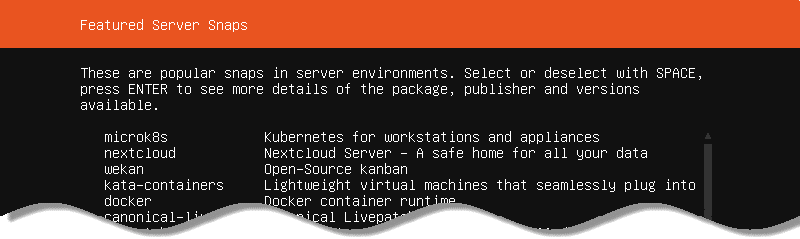 Featured Server Snaps
These are popular snaps in server environments. Select or deselect with SPACE,
press ENTER to see more details of the package, publisher and versions
available.
microk8s Kubernetes for workstations and appliances
nextcloud Nextcloud Server - A safe home for all your data
wekan Open-Source kanban
kata-containers Lightweight virtual machines that seamlessly plug into
docker Docker container runtime